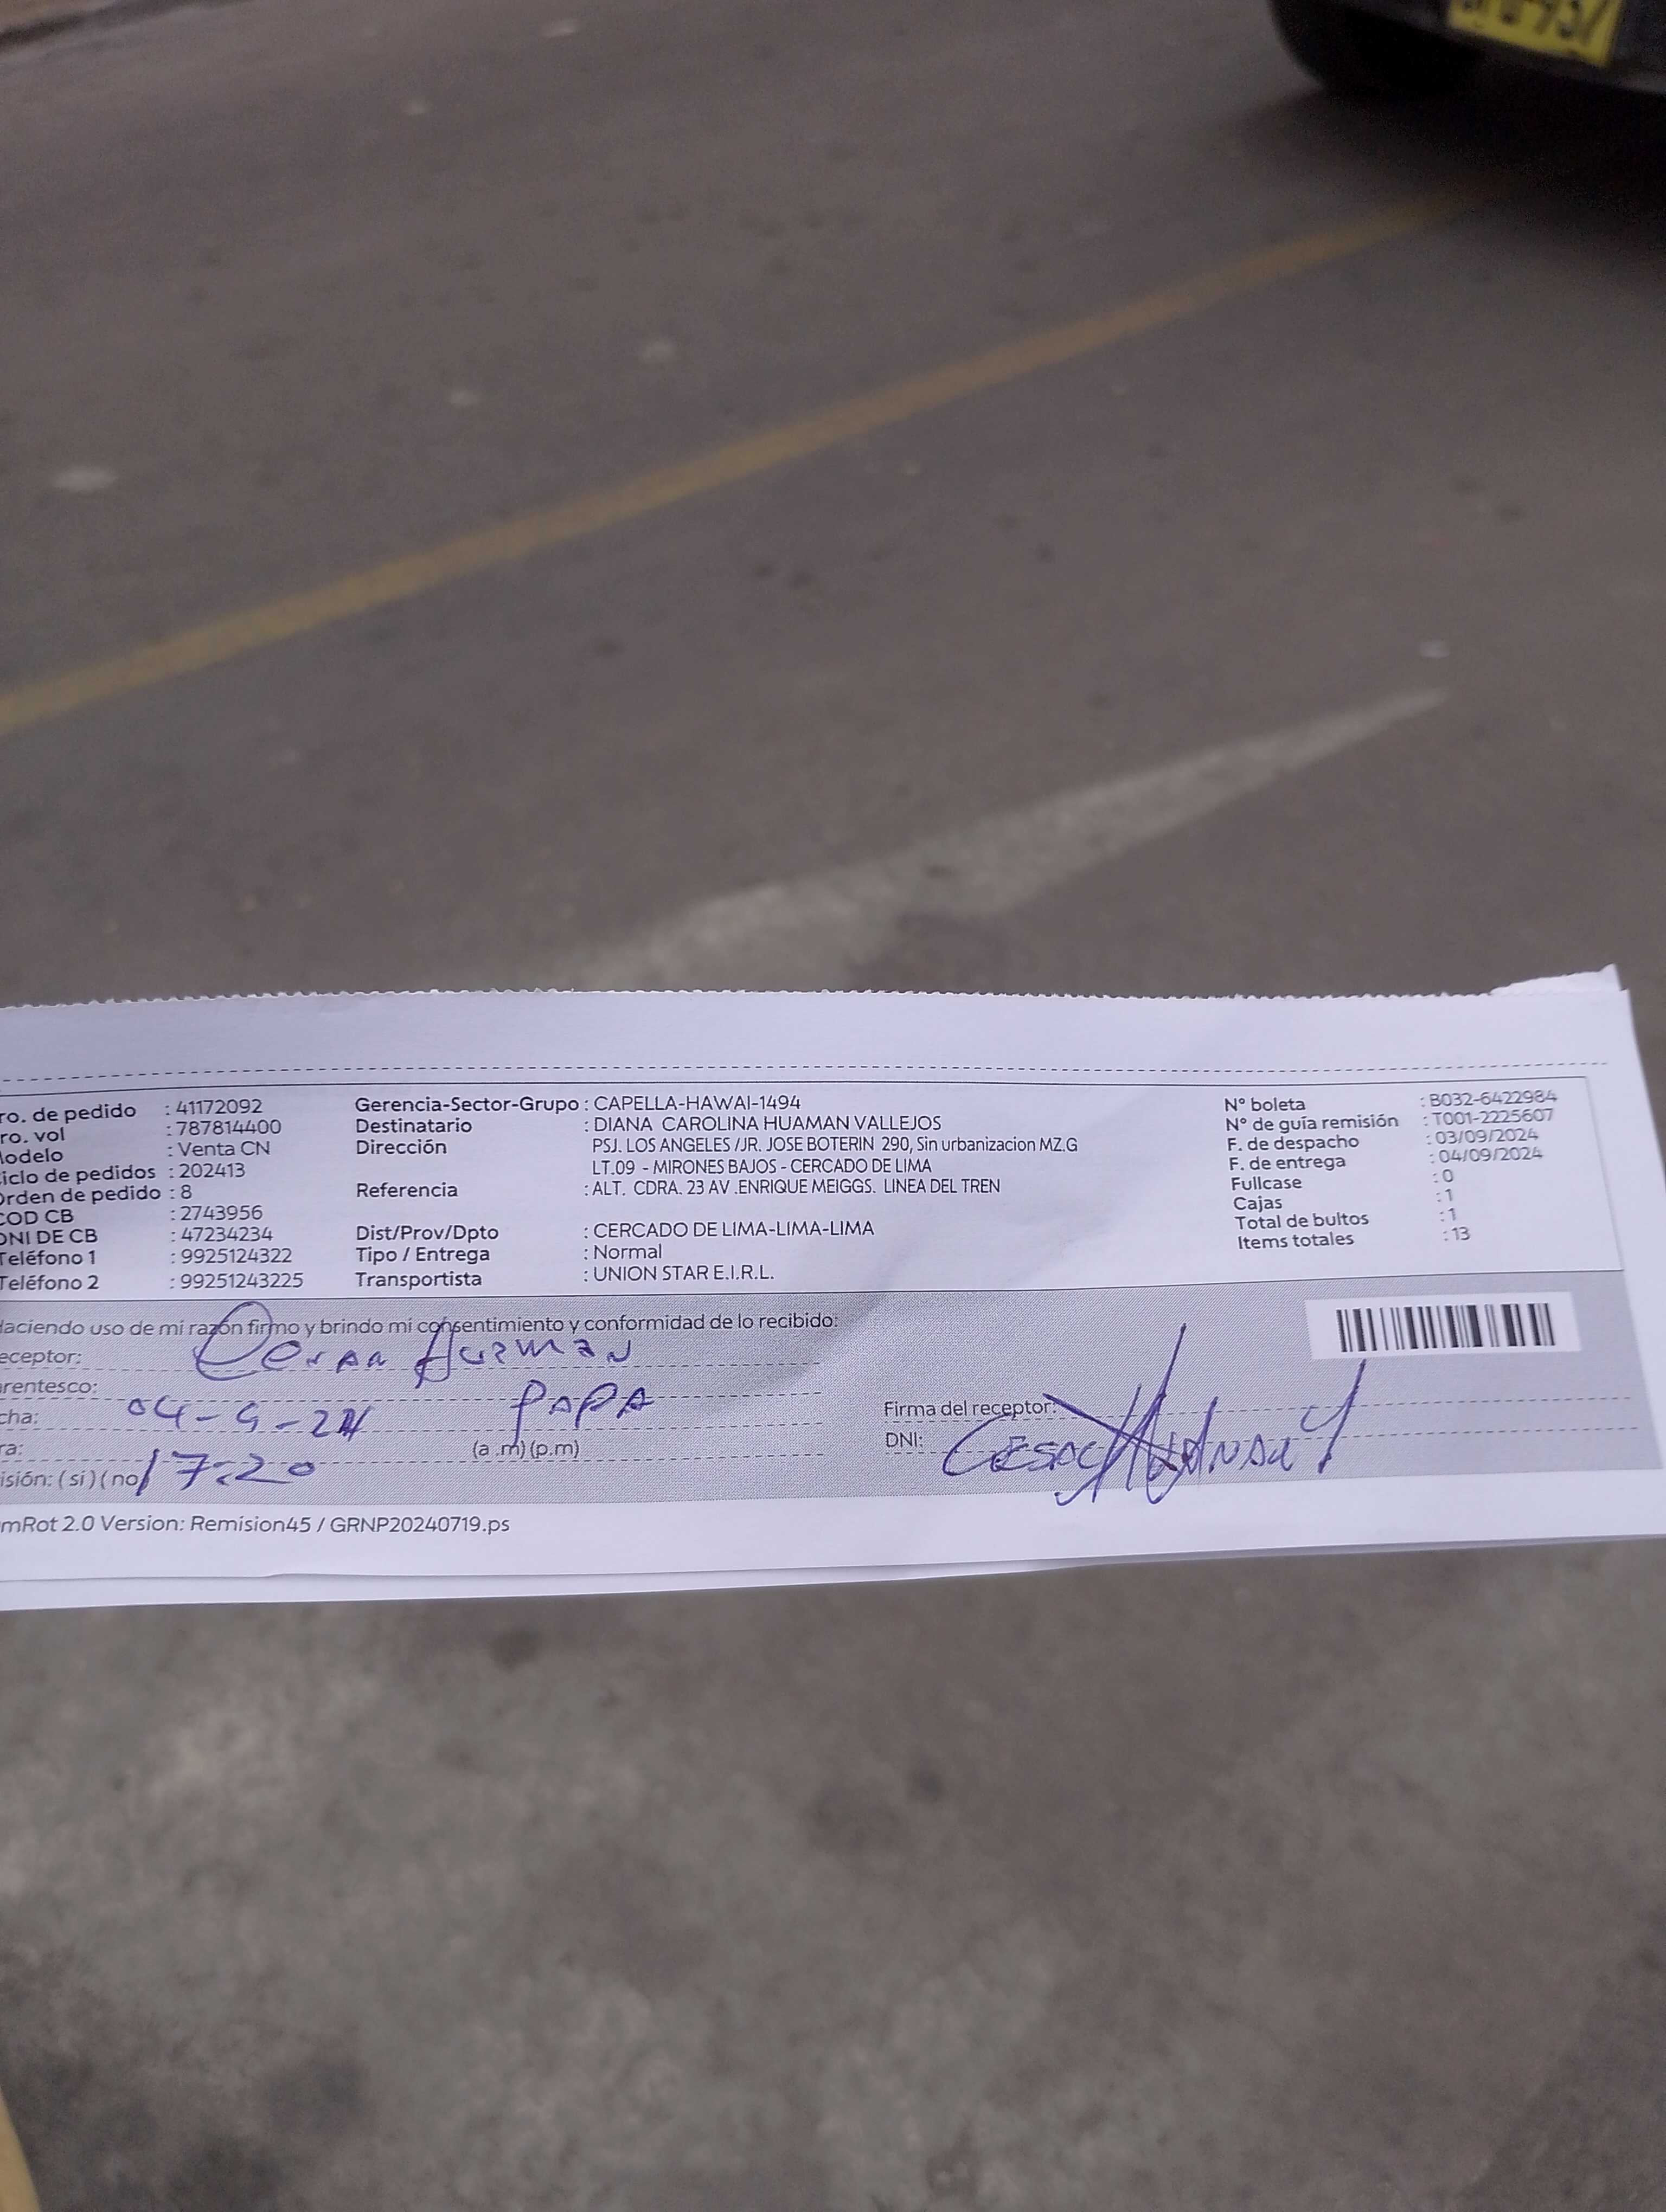 ro. de pedido : 41172092
ro. vol : 787814400
odelo : Venta CN
iclo de pedidos : 202413
Orden de pedido : 8
COD CB : 2743956
DNI DE CB : 47234234
Teléfono 1 : 9925124322
Teléfono 2 : 99251243225
Gerencia-Sector-Grupo : CAPELLA-HAWAI-1494
Destinatario : DIANA CAROLINA HUAMAN VALLEJOS
Dirección PSJ. LOS ANGELES /JR. JOSE BOTERIN 290, Sin urbanizacion MZ.G
LT.09 - MIRONES BAJOS - CERCADO DE LIMA
Referencia : ALT. CDRA. 23 AV .ENRIQUE MEIGGS. LINEA DEL TREN
Dist/Prov/Dpto : CERCADO DE LIMA-LIMA-LIMA
Tipo / Entrega : Normal
Transportista : UNION STAR E.I.R.L.
N° boleta : B032-6422984
N° de guía remisión : T001-2225607
F. de despacho : 03/09/2024
F. de entrega : 04/09/2024
Fullcase : 0
Cajas : 1
Total de bultos : 1
Items totales : 13
Haciendo uso de mi razón firmo y brindo mi consentimiento y conformidad de lo recibido:
eceptor: Huaman
rentesco: PAPA
cha: 04-9-24
ra: 17:20 (a .m) (p.m)
isión: ( si ) ( no
Firma del receptor:
DNI:
mRot 2.0 Version: Remision45 / GRNP20240719.ps